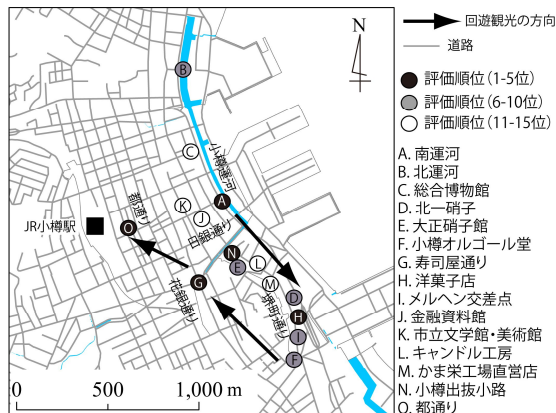 N
回遊観光の方向
道路
評価順位(1-5位)
評価順位(6-10位)
評価順位(11-15位)
A. 南運河
B. 北運河
C. 総合博物館
D. 北一硝子
E. 大正硝子館
F. 小樽オルゴール堂
G. 寿司屋通り
H. 洋菓子店
I. メルヘン交差点
J. 金融資料館
K. 市立文学館・美術館
L. キャンドル工房
M. かま栄工場直営店
N. 小樽出抜小路
O. 都通り
B
C
小樽運河
A
K
J
都通り
日銀通り
JR小樽駅
O
N
E
L
M
G
花銀通り
堺町通り
D
H
I
F
0 500 1,000 m